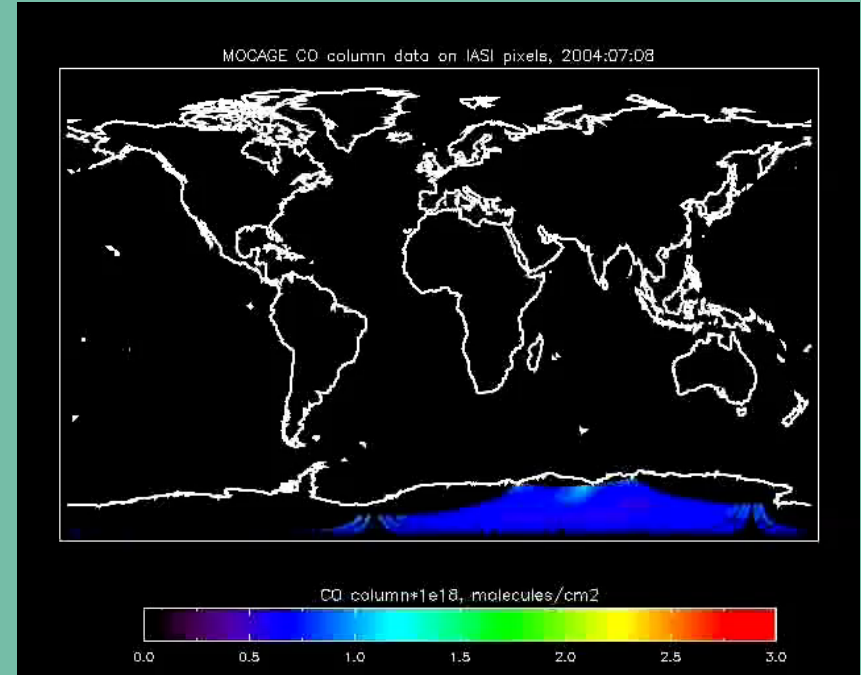 MOCAGE CO column data on IASI pixels, 2004:07:08
CO column*1e18, molecules/cm2
0.0 0.5 1.0 1.5 2.0 2.5 3.0